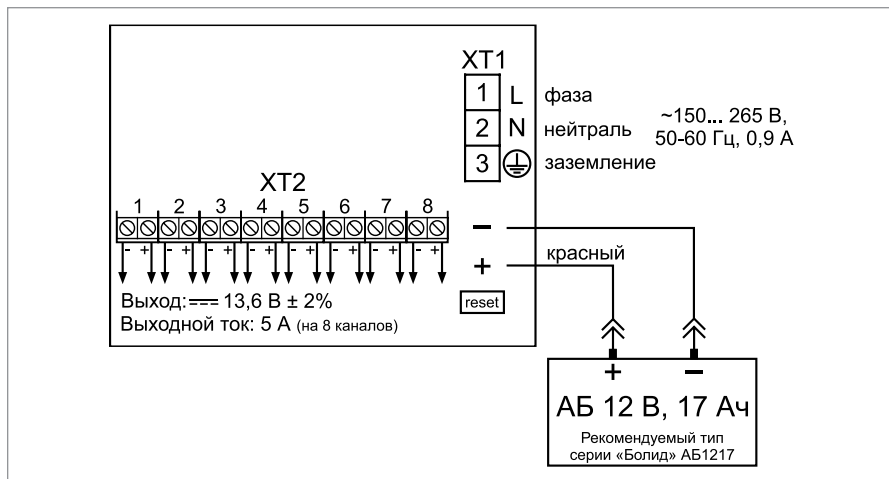 XT1
1 L фаза
2 N нейтраль
3 заземление
~150... 265 В,
50-60 Гц, 0,9 А
XT2
1 2 3 4 5 6 7 8
- + - + - + - + - + - + - + - +
−
+
красный
reset
Выход: 13,6 В ± 2%
Выходной ток: 5 А (на 8 каналов)
+ −
АБ 12 В, 17 Ач
Рекомендуемый тип
серии «Болид» АБ1217